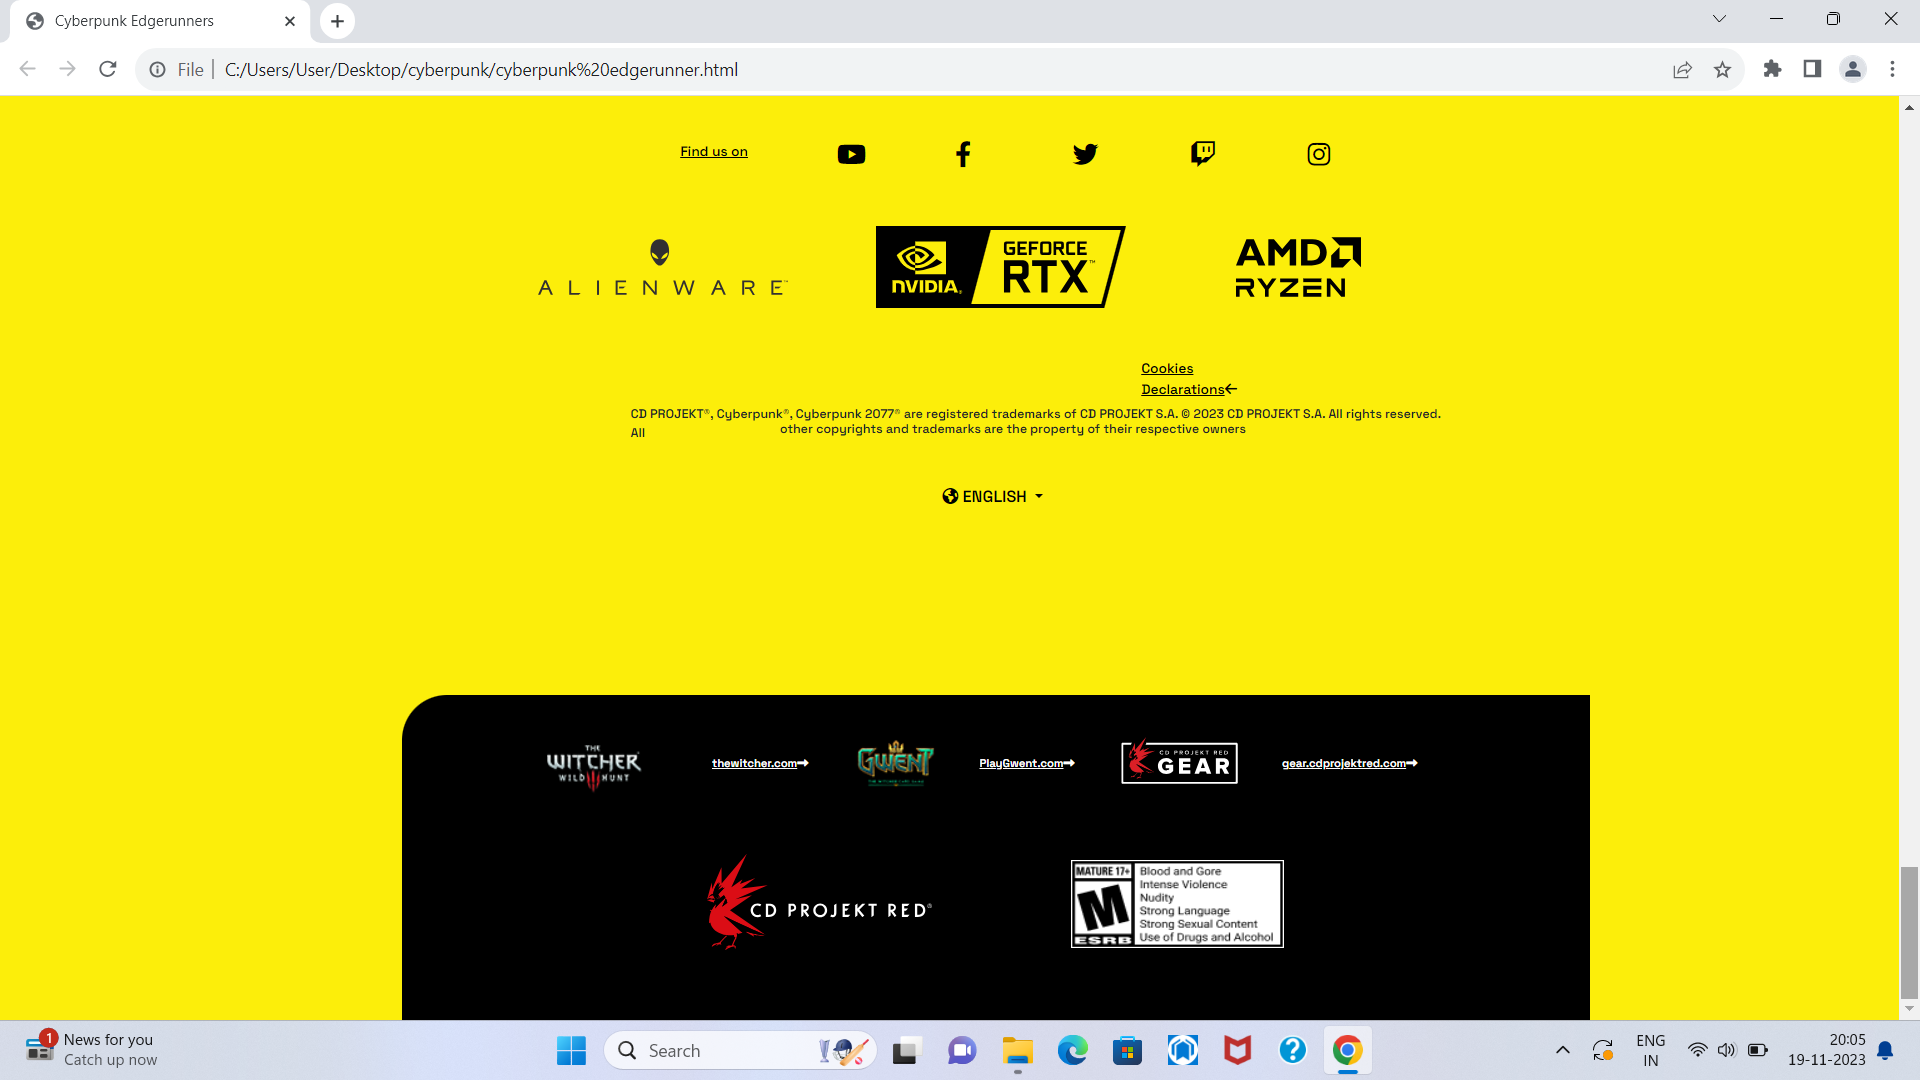 Cyberpunk Edgerunners
File
C:/Users/User/Desktop/cyberpunk/cyberpunk%20edgerunner.html
Find us on
ALIENWARE™
NVIDIA. GEFORCE RTX™
AMD RYZEN
Cookies
Declarations
CD PROJEKT®, Cyberpunk®, Cyberpunk 2077® are registered trademarks of CD PROJEKT S.A. © 2023 CD PROJEKT S.A. All rights reserved.
All
other copyrights and trademarks are the property of their respective owners
ENGLISH
THE
WITCHER
WILD HUNT
thewitcher.com
GWENT
PlayGwent.com
CD PROJEKT RED
GEAR
gear.cdprojektred.com
CD PROJEKT RED®
MATURE 17+
M
ESRB
Blood and Gore
Intense Violence
Nudity
Strong Language
Strong Sexual Content
Use of Drugs and Alcohol
1
News for you
Catch up now
Search
ENG
IN
20:05
19-11-2023